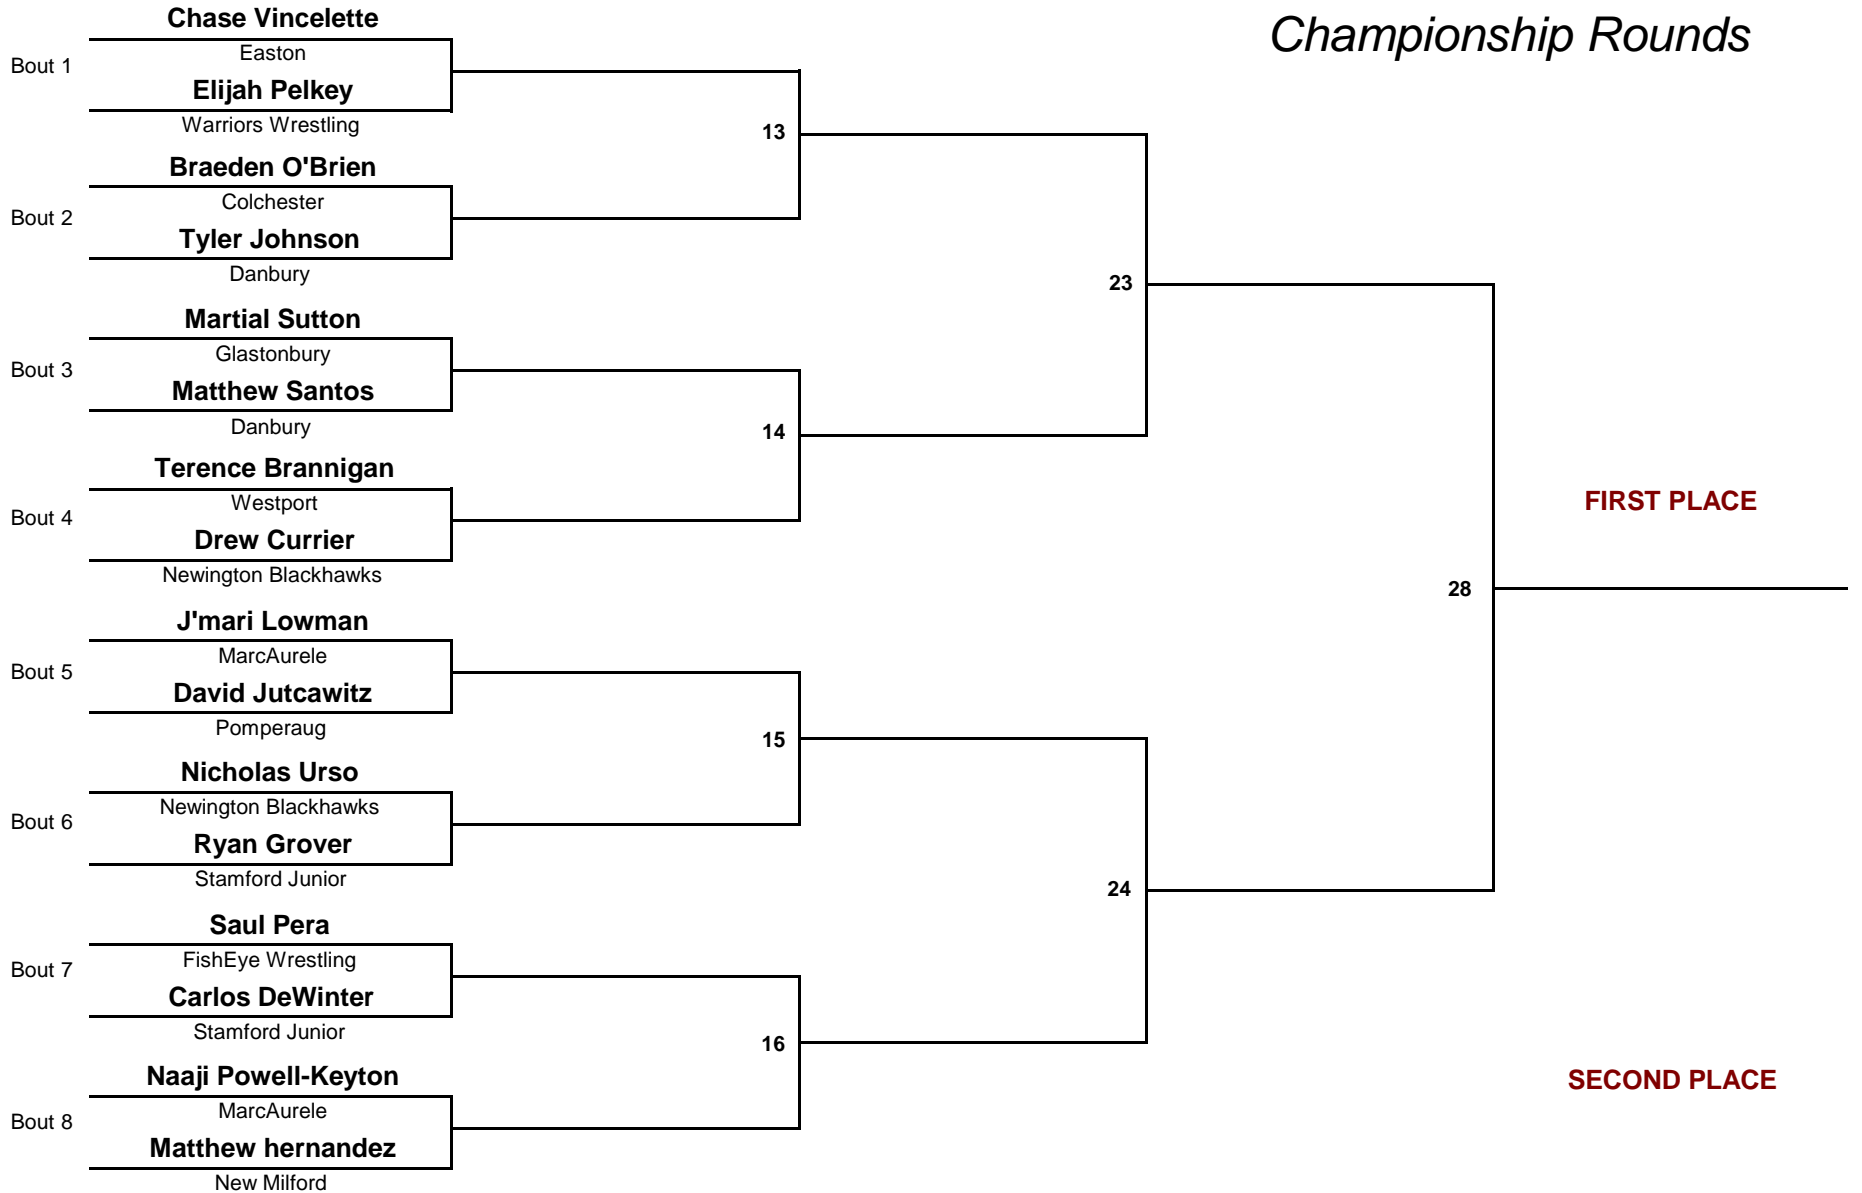 Championship Rounds
Chase Vincelette
Easton
Bout 1
Elijah Pelkey
Warriors Wrestling
13
Braeden O'Brien
Colchester
Bout 2
Tyler Johnson
Danbury
23
Martial Sutton
Glastonbury
Bout 3
Matthew Santos
Danbury
14
Terence Brannigan
Westport
Bout 4
Drew Currier
Newington Blackhawks
FIRST PLACE
28
J'mari Lowman
MarcAurele
Bout 5
David Jutcawitz
Pomperaug
15
Nicholas Urso
Newington Blackhawks
Bout 6
Ryan Grover
Stamford Junior
24
Saul Pera
FishEye Wrestling
Bout 7
Carlos DeWinter
Stamford Junior
16
Naaji Powell-Keyton
MarcAurele
Bout 8
Matthew hernandez
New Milford
SECOND PLACE